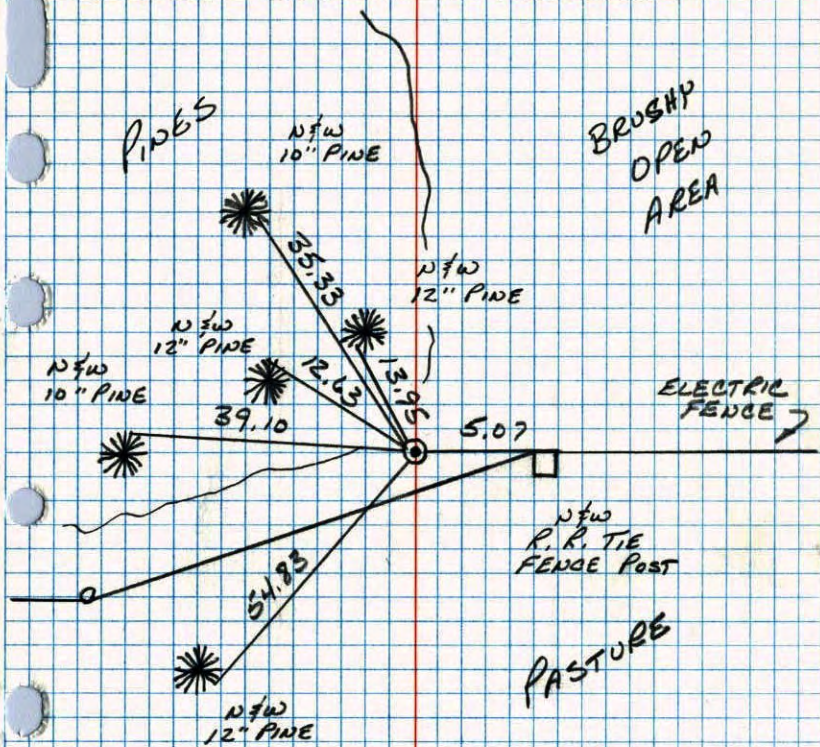 PINES
N & W
10" PINE
BRUSHY
OPEN
AREA
35.33
N & W
12" PINE
N & W
12" PINE
13.95
12.63
N & W
10" PINE
39.10
5.07
ELECTRIC
FENCE
N & W
R. R. TIE
FENCE POST
54.83
PASTURE
N & W
12" PINE